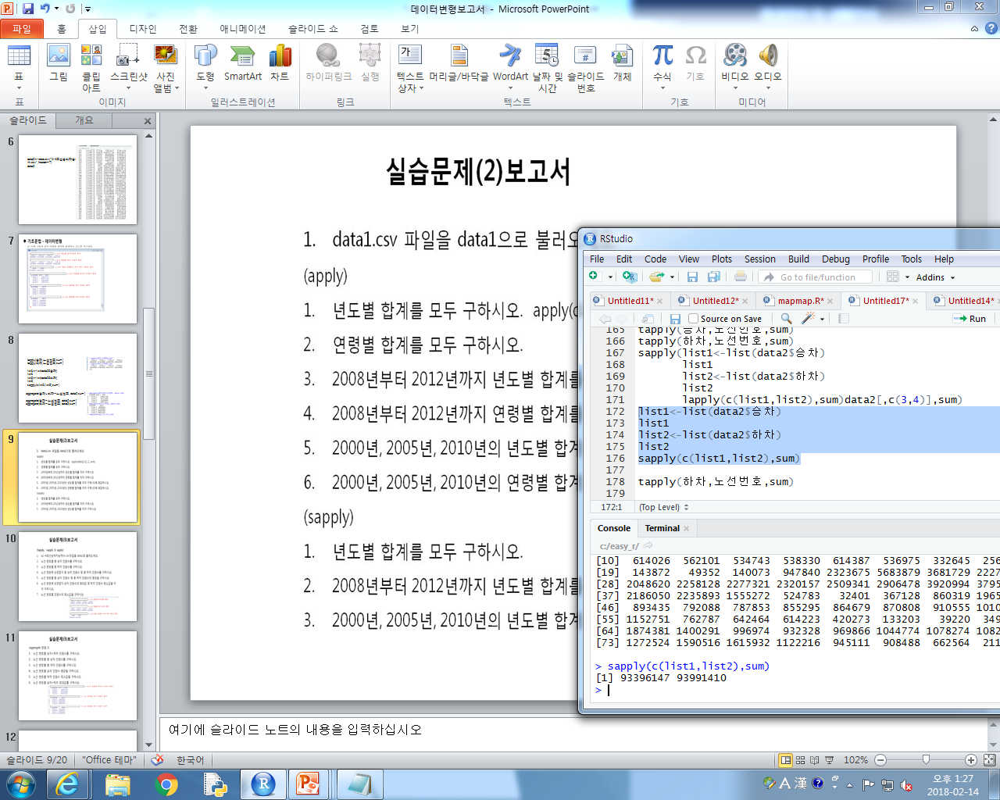 데이터변형보고서 - Microsoft PowerPoint
파일 홈 삽입 디자인 전환 애니메이션 슬라이드 쇼 검토 보기
표 그림 클립 아트 스크린샷 사진 앨범 도형 SmartArt 차트 하이퍼링크 실행 텍스트 상자 머리글/바닥글 WordArt 날짜 및 시간 슬라이드 번호 개체 수식 기호 비디오 오디오
표 이미지 일러스트레이션 링크 텍스트 기호 미디어
슬라이드 개요
6
7
8
9
10
11
12
실습문제(2)보고서
1. data1.csv 파일을 data1으로 불러오
(apply)
1. 년도별 합계를 모두 구하시오. apply(
2. 연령별 합계를 모두 구하시오.
3. 2008년부터 2012년까지 년도별 합계를
4. 2008년부터 2012년까지 연령별 합계를
5. 2000년, 2005년, 2010년의 년도별 합계
6. 2000년, 2005년, 2010년의 연령별 합계
(sapply)
1. 년도별 합계를 모두 구하시오.
2. 2008년부터 2012년까지 년도별 합계를
3. 2000년, 2005년, 2010년의 년도별 합계
RStudio
File Edit Code View Plots Session Build Debug Profile Tools Help
Go to file/function Addins
Untitled11* Untitled12* mapmap.R* Untitled17* Untitled14*
Source on Save Run
165 tapply(승차,노선번호,sum)
166 tapply(하차,노선번호,sum)
167 sapply(list1<-list(data2$승차)
168 list1
169 list2<-list(data2$하차)
170 list2
171 lapply(c(list1,list2),sum)data2[,c(3,4)],sum)
172 list1<-list(data2$승차)
173 list1
174 list2<-list(data2$하차)
175 list2
176 sapply(c(list1,list2),sum)
177
178 tapply(하차,노선번호,sum)
179
172:1 (Top Level)
Console Terminal
c:/easy_r/
[10] 614026 562101 534743 538330 614387 536975 332645 256
[19] 143872 49352 140073 947840 2323675 5683879 3681729 2227
[28] 2048620 2258128 2277321 2320157 2509341 2906478 3920994 3795
[37] 2186050 2235893 1555272 524783 32401 367128 860319 1965
[46] 893435 792088 787853 855295 864679 870808 910555 1010
[55] 1152751 762787 642464 614223 420273 133203 39220 349
[64] 1874381 1400291 996974 932328 969866 1044774 1078274 1082
[73] 1272524 1590516 1615932 1122216 945111 908488 662564 211
> sapply(c(list1,list2),sum)
[1] 93396147 93991410
>
여기에 슬라이드 노트의 내용을 입력하십시오
슬라이드 9/20 "Office 테마" 한국어 102%
A 漢 오후 1:27
2018-02-14